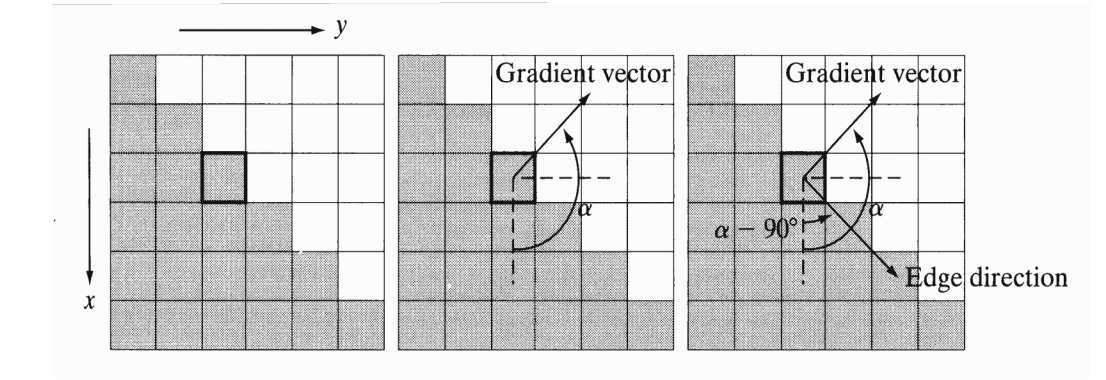 y
x
Gradient vector
α
Gradient vector
α
α − 90°
Edge direction